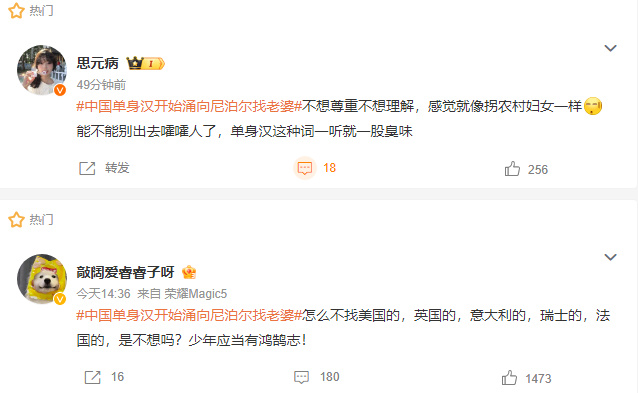 热门
思元病
1
49分钟前
#中国单身汉开始涌向尼泊尔找老婆#不想尊重不想理解，感觉就像拐农村妇女一样
能不能别出去嚯嚯人了，单身汉这种词一听就一股臭味
转发
18
256
热门
敲阔爱睿睿子呀
今天14:36 来自 荣耀Magic5
#中国单身汉开始涌向尼泊尔找老婆#怎么不找美国的，英国的，意大利的，瑞士的，法
国的，是不想吗？少年应当有鸿鹄志！
16
180
1473